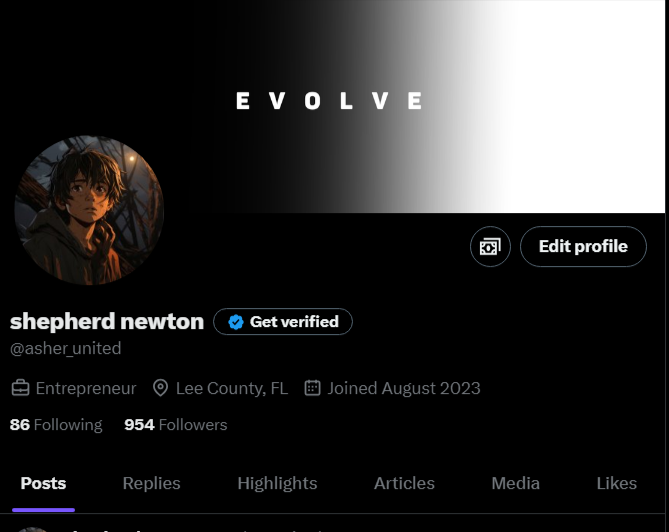 E V O L V E
Edit profile
shepherd newton Get verified
@asher_united
Entrepreneur Lee County, FL Joined August 2023
86 Following 954 Followers
Posts Replies Highlights Articles Media Likes